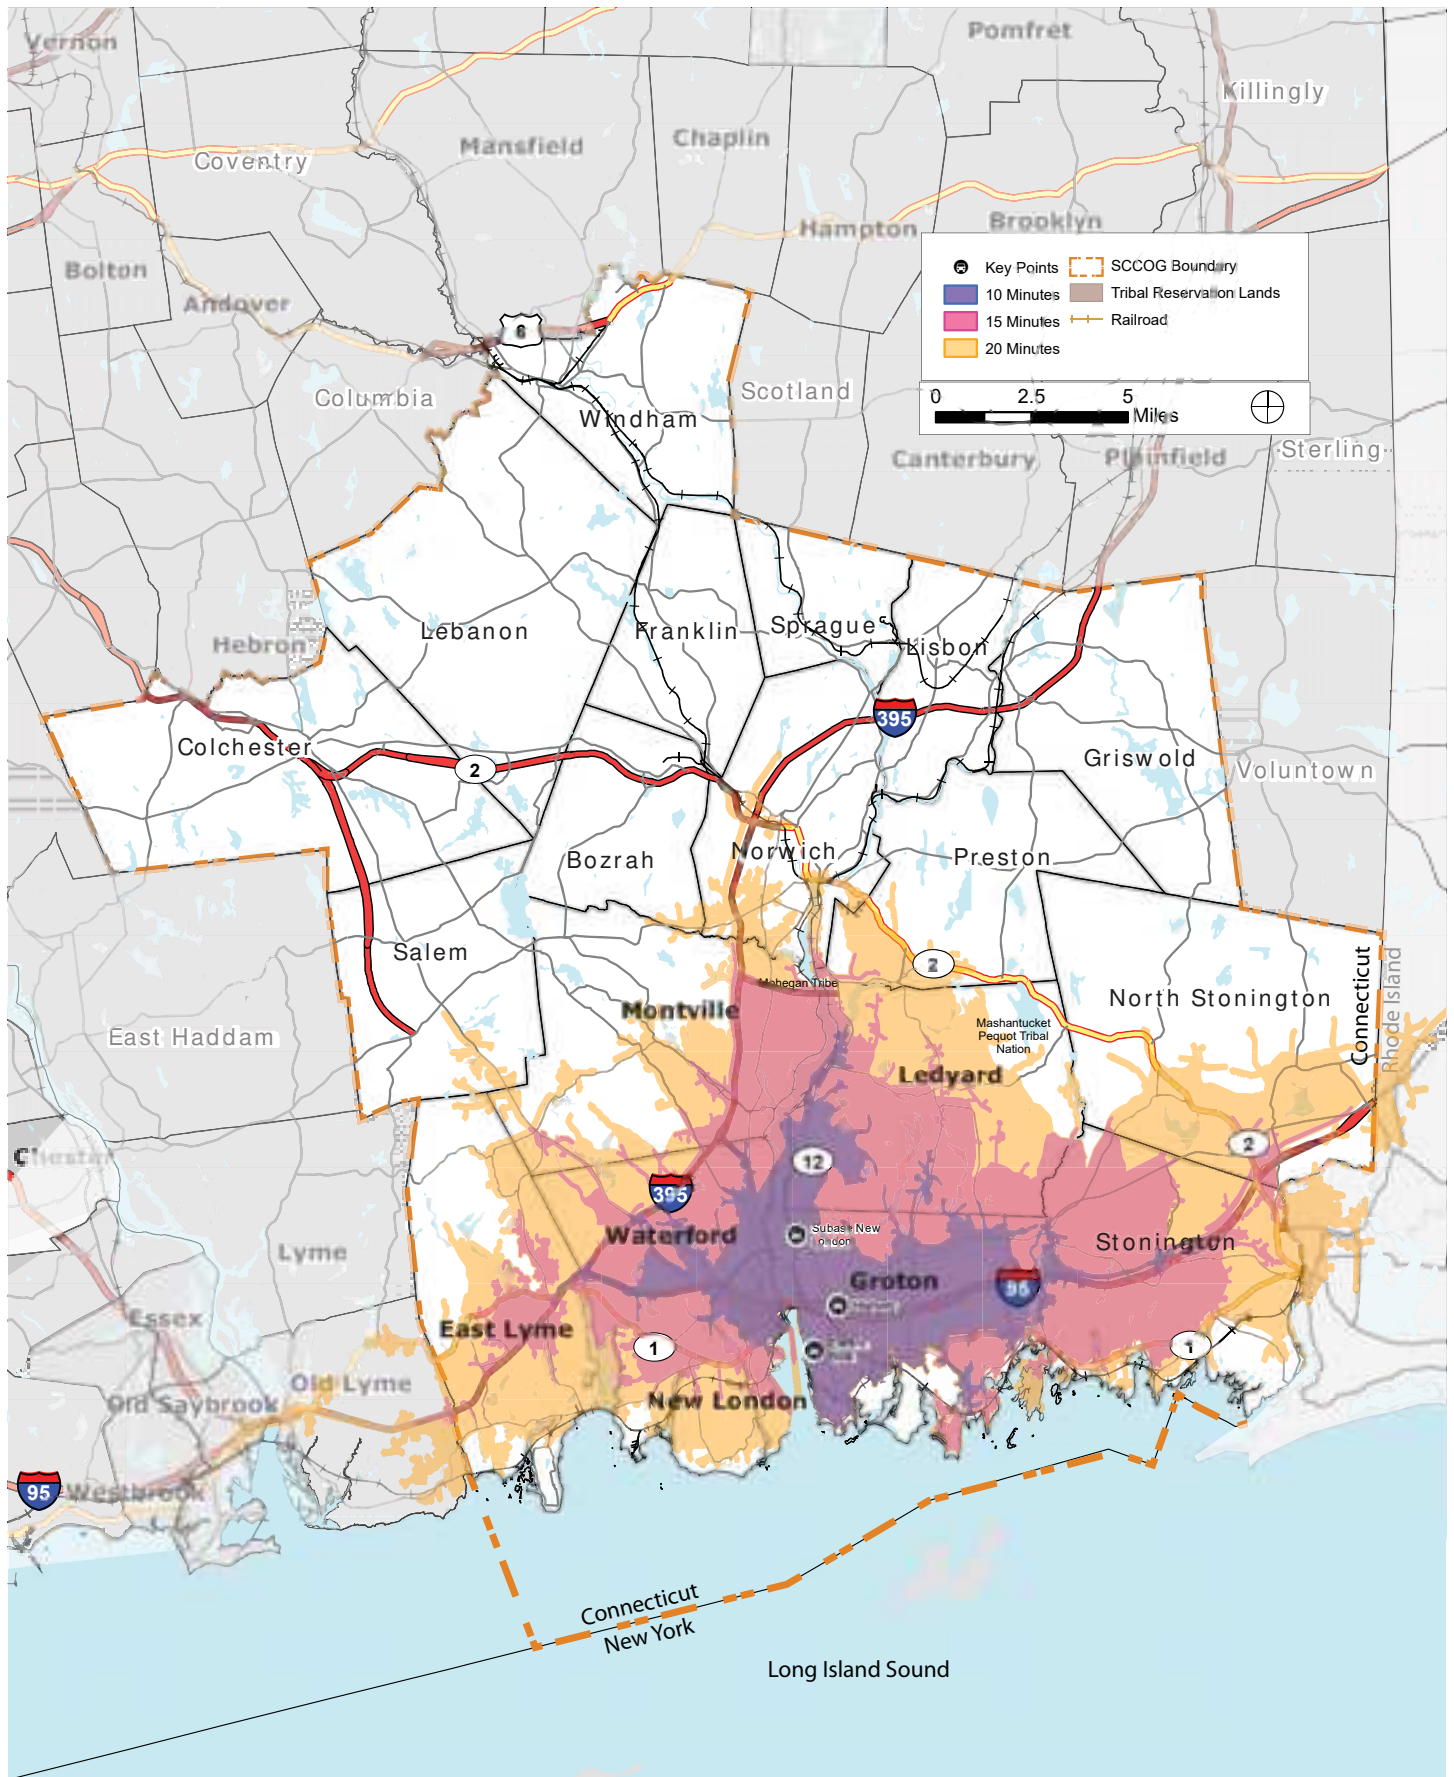 Vernon
Pomfret
Killingly
Coventry
Mansfield
Chaplin
Hampton
Brooklyn
Bolton
Andover
Key Points
10 Minutes
15 Minutes
20 Minutes
SCCOG Boundary
Tribal Reservation Lands
Railroad
0 2.5 5
Miles
6
Columbia
Windham
Scotland
Canterbury
Plainfield
Sterling
Hebron
Lebanon
Franklin
Sprague
Lisbon
395
Colchester
2
Griswold
Voluntown
Bozrah
Norwich
Preston
Salem
2
Mohegan Tribe
Montville
North Stonington
Connecticut
Rhode Island
East Haddam
Mashantucket
Pequot Tribal
Nation
Ledyard
Chester
12
2
395
Waterford
Subase New
London
Stonington
Lyme
Groton
95
Essex
East Lyme
1
1
Old Lyme
Old Saybrook
New London
95
Westbrook
Connecticut
New York
Long Island Sound